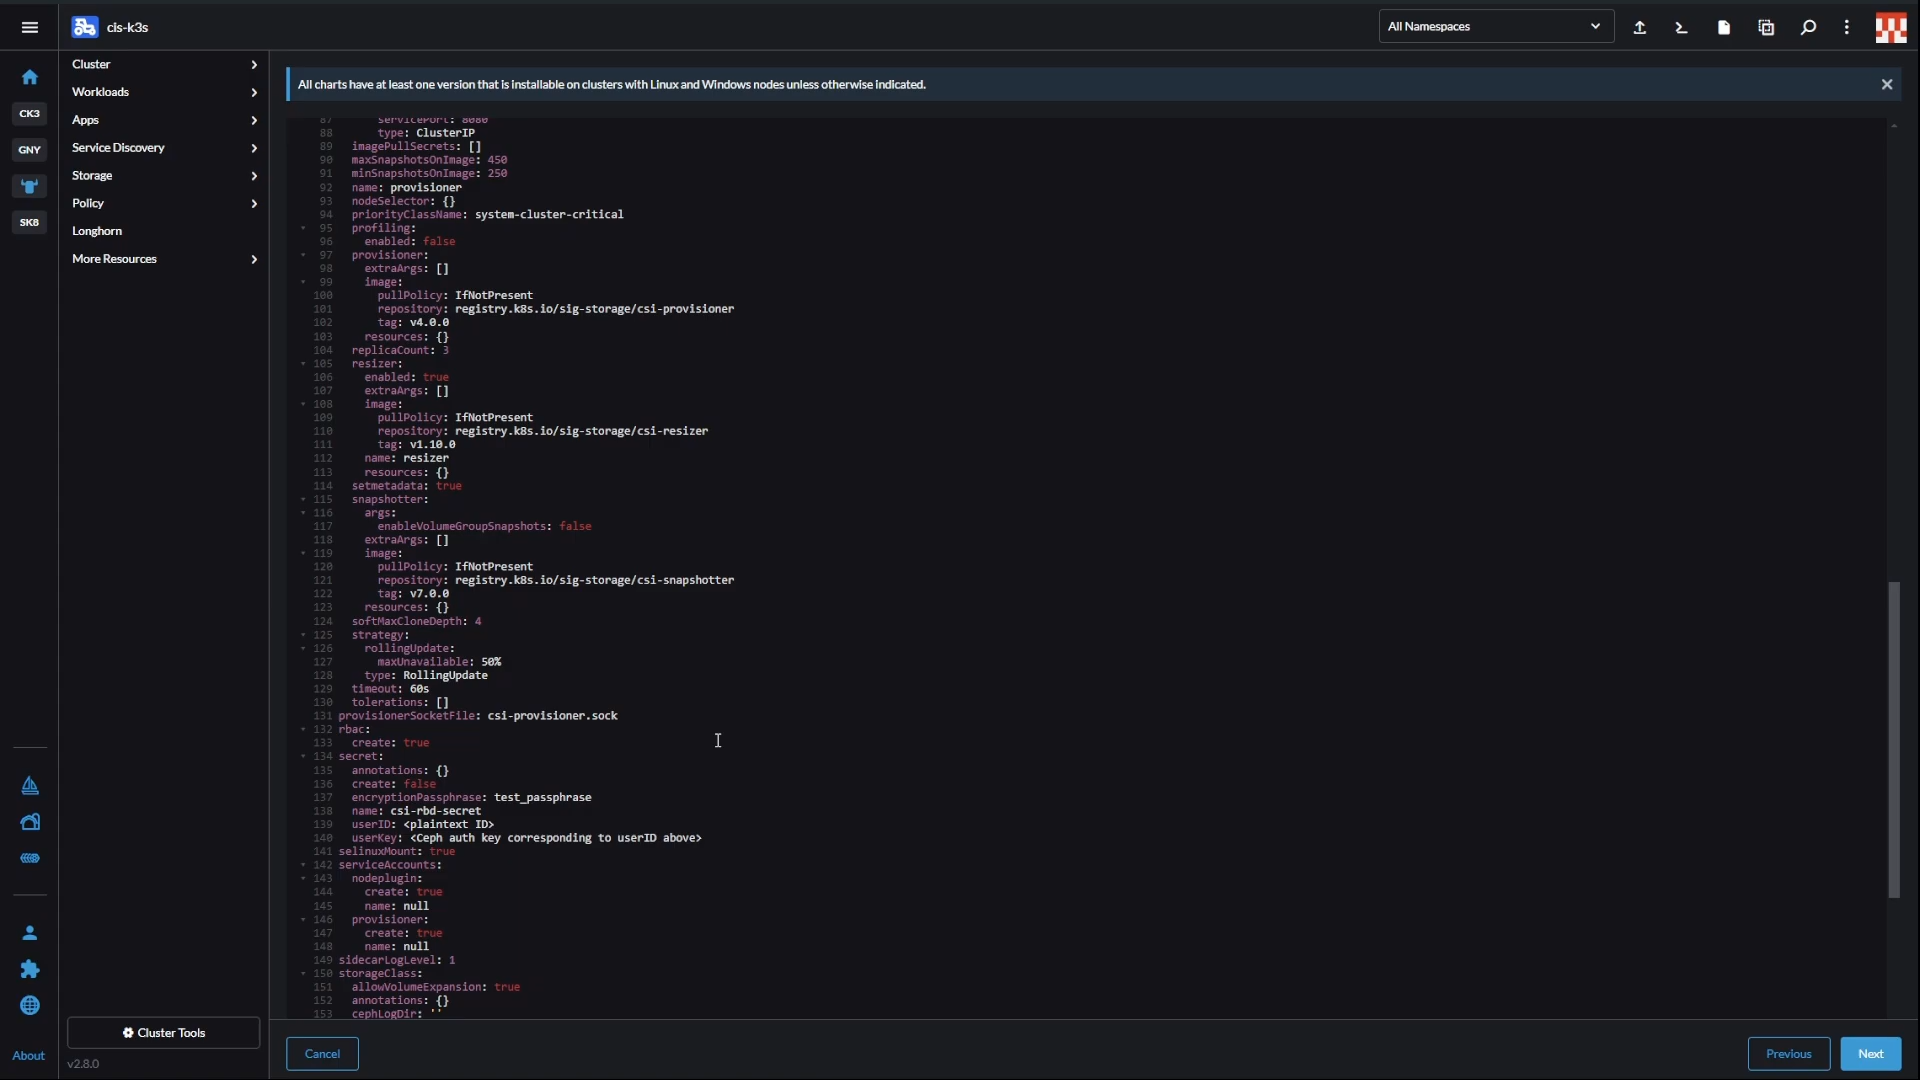 cis-k3s
All Namespaces
CK3
GNY
SK8
About
Cluster
Workloads
Apps
Service Discovery
Storage
Policy
Longhorn
More Resources
Cluster Tools
v2.8.0
All charts have at least one version that is installable on clusters with Linux and Windows nodes unless otherwise indicated.
87 servicePort: 8080
88 type: ClusterIP
89 imagePullSecrets: []
90 maxSnapshotsOnImage: 450
91 minSnapshotsOnImage: 250
92 name: provisioner
93 nodeSelector: {}
94 priorityClassName: system-cluster-critical
95 profiling:
96 enabled: false
97 provisioner:
98 extraArgs: []
99 image:
100 pullPolicy: IfNotPresent
101 repository: registry.k8s.io/sig-storage/csi-provisioner
102 tag: v4.0.0
103 resources: {}
104 replicaCount: 3
105 resizer:
106 enabled: true
107 extraArgs: []
108 image:
109 pullPolicy: IfNotPresent
110 repository: registry.k8s.io/sig-storage/csi-resizer
111 tag: v1.10.0
112 name: resizer
113 resources: {}
114 setmetadata: true
115 snapshotter:
116 args:
117 enableVolumeGroupSnapshots: false
118 extraArgs: []
119 image:
120 pullPolicy: IfNotPresent
121 repository: registry.k8s.io/sig-storage/csi-snapshotter
122 tag: v7.0.0
123 resources: {}
124 softMaxCloneDepth: 4
125 strategy:
126 rollingUpdate:
127 maxUnavailable: 50%
128 type: RollingUpdate
129 timeout: 60s
130 tolerations: []
131 provisionerSocketFile: csi-provisioner.sock
132 rbac:
133 create: true
134 secret:
135 annotations: {}
136 create: false
137 encryptionPassphrase: test_passphrase
138 name: csi-rbd-secret
139 userID: <plaintext ID>
140 userKey: <Ceph auth key corresponding to userID above>
141 selinuxMount: true
142 serviceAccounts:
143 nodeplugin:
144 create: true
145 name: null
146 provisioner:
147 create: true
148 name: null
149 sidecarLogLevel: 1
150 storageClass:
151 allowVolumeExpansion: true
152 annotations: {}
153 cephLogDir: ''
Cancel
Previous
Next